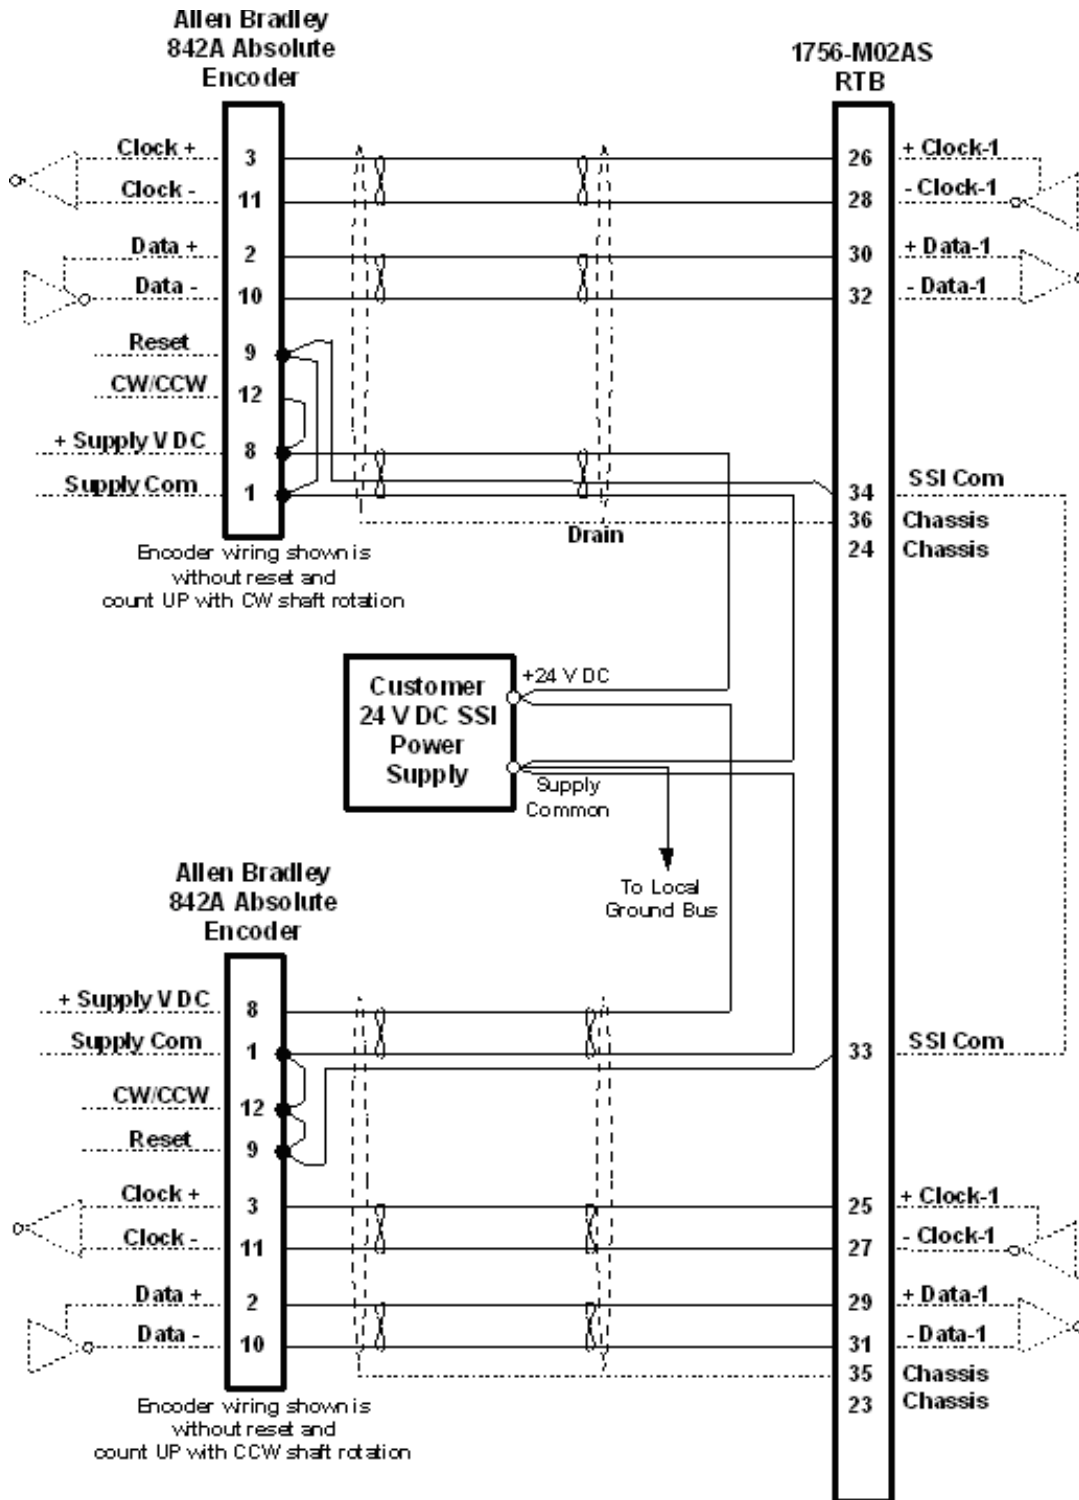 Allen Bradley
842A Absolute
Encoder
1756-M02AS
RTB
Clock + 3 26 + Clock-1
Clock - 11 28 - Clock-1
Data + 2 30 + Data-1
Data - 10 32 - Data-1
Reset 9
CW/CCW 12
+ Supply V DC 8
Supply Com 1 34 SSI Com
36 Chassis
Drain
24 Chassis
Encoder wiring shown is
without reset and
count UP with CW shaft rotation
Customer
24 V DC SSI
Power
Supply
+24 V DC
Supply
Common
To Local
Ground Bus
Allen Bradley
842A Absolute
Encoder
+ Supply V DC 8
Supply Com 1 33 SSI Com
CW/CCW 12
Reset 9
Clock + 3 25 + Clock-1
Clock - 11 27 - Clock-1
Data + 2 29 + Data-1
Data - 10 31 - Data-1
35 Chassis
23 Chassis
Encoder wiring shown is
without reset and
count UP with CCW shaft rotation